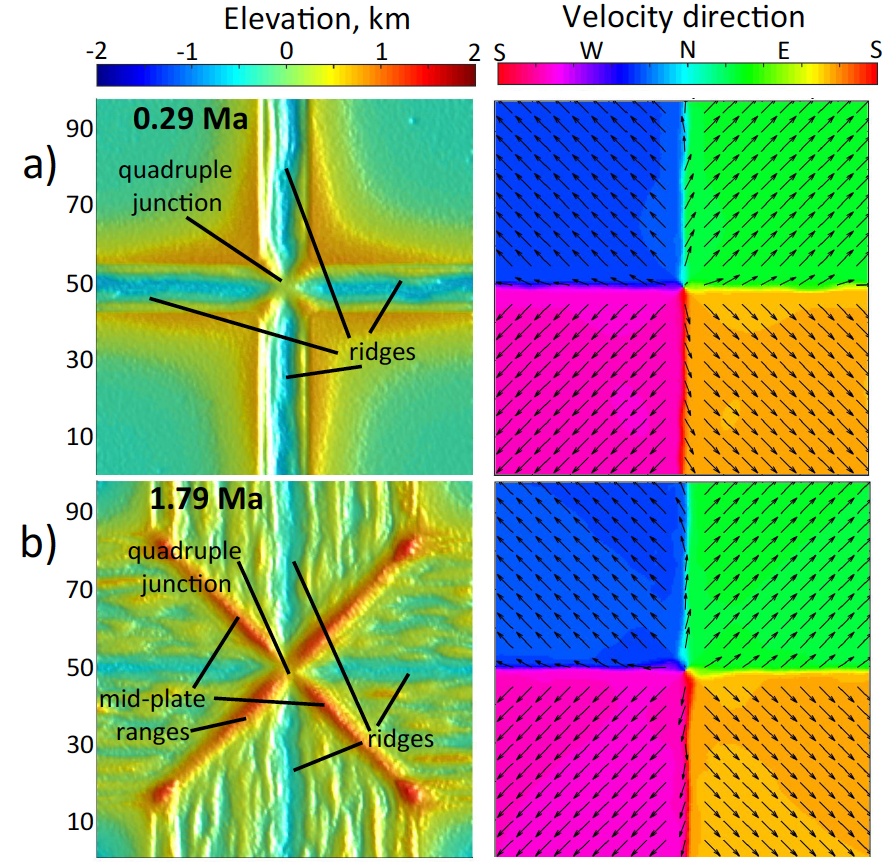 Elevation, km
-2 -1 0 1 2
Velocity direction
S W N E S
a)
0.29 Ma
quadruple
junction
ridges
90
70
50
30
10
b)
1.79 Ma
quadruple
junction
mid-plate
ranges
ridges
90
70
50
30
10